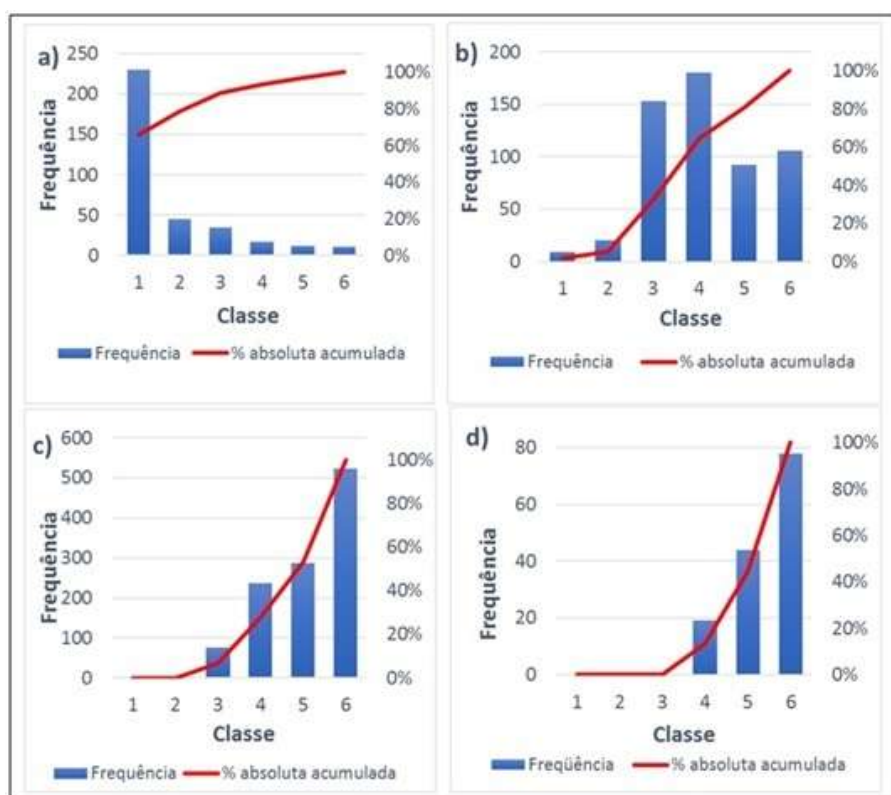 a)
250
200
150
100
50
0
Frequência
100%
80%
60%
40%
20%
0%
1 2 3 4 5 6
Classe
Frequência % absoluta acumulada
b)
200
150
100
50
0
Frequência
100%
80%
60%
40%
20%
0%
1 2 3 4 5 6
Classe
Frequência % absoluta acumulada
c)
600
500
400
300
200
100
0
Frequência
100%
80%
60%
40%
20%
0%
1 2 3 4 5 6
Classe
Frequência % absoluta acumulada
d)
80
60
40
20
0
Frequência
100%
80%
60%
40%
20%
0%
1 2 3 4 5 6
Classe
Freqüência % absoluta acumulada